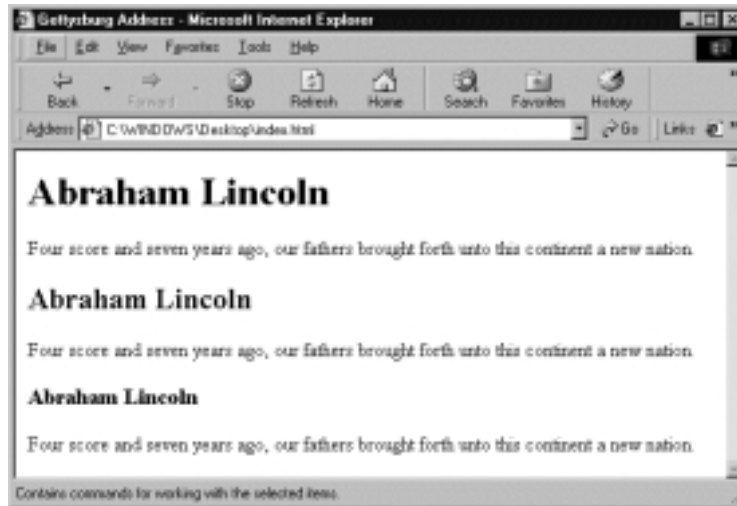 Gettysburg Address - Microsoft Internet Explorer
File Edit View Favorites Tools Help
Back Forward Stop Refresh Home Search Favorites History
Address C:\WINDOWS\Desktop\index.html Go Links
Abraham Lincoln
Four score and seven years ago, our fathers brought forth unto this continent a new nation.
Abraham Lincoln
Four score and seven years ago, our fathers brought forth unto this continent a new nation.
Abraham Lincoln
Four score and seven years ago, our fathers brought forth unto this continent a new nation.
Contains commands for working with the selected items.